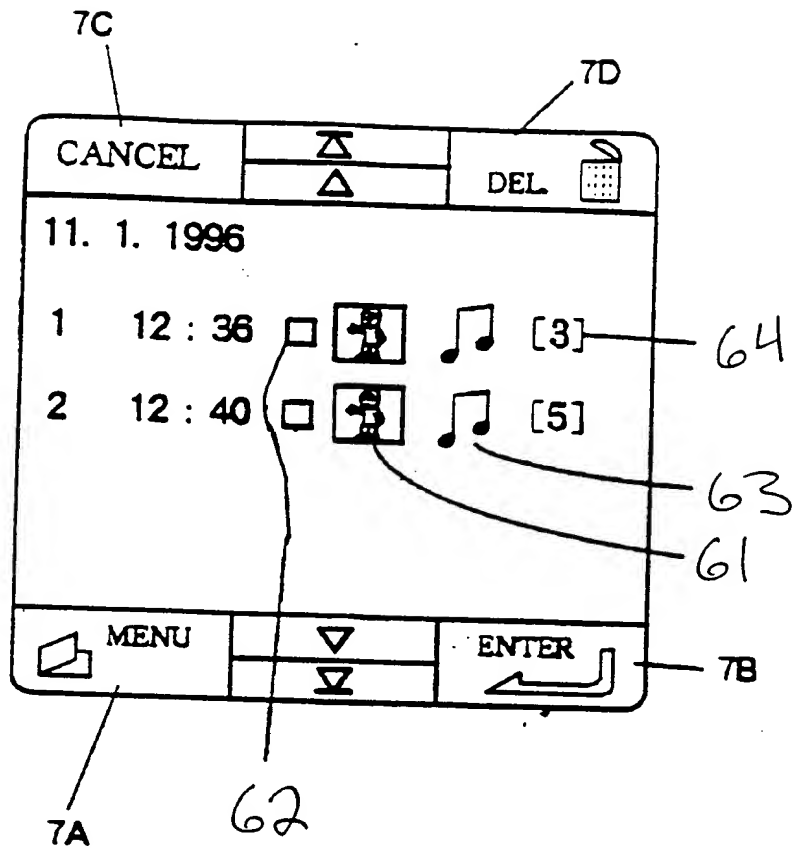 7C
7D
CANCEL
DEL.
11. 1. 1996
1 12 : 36 [3] 64
2 12 : 40 [5]
63
61
MENU
ENTER
7B
7A
62